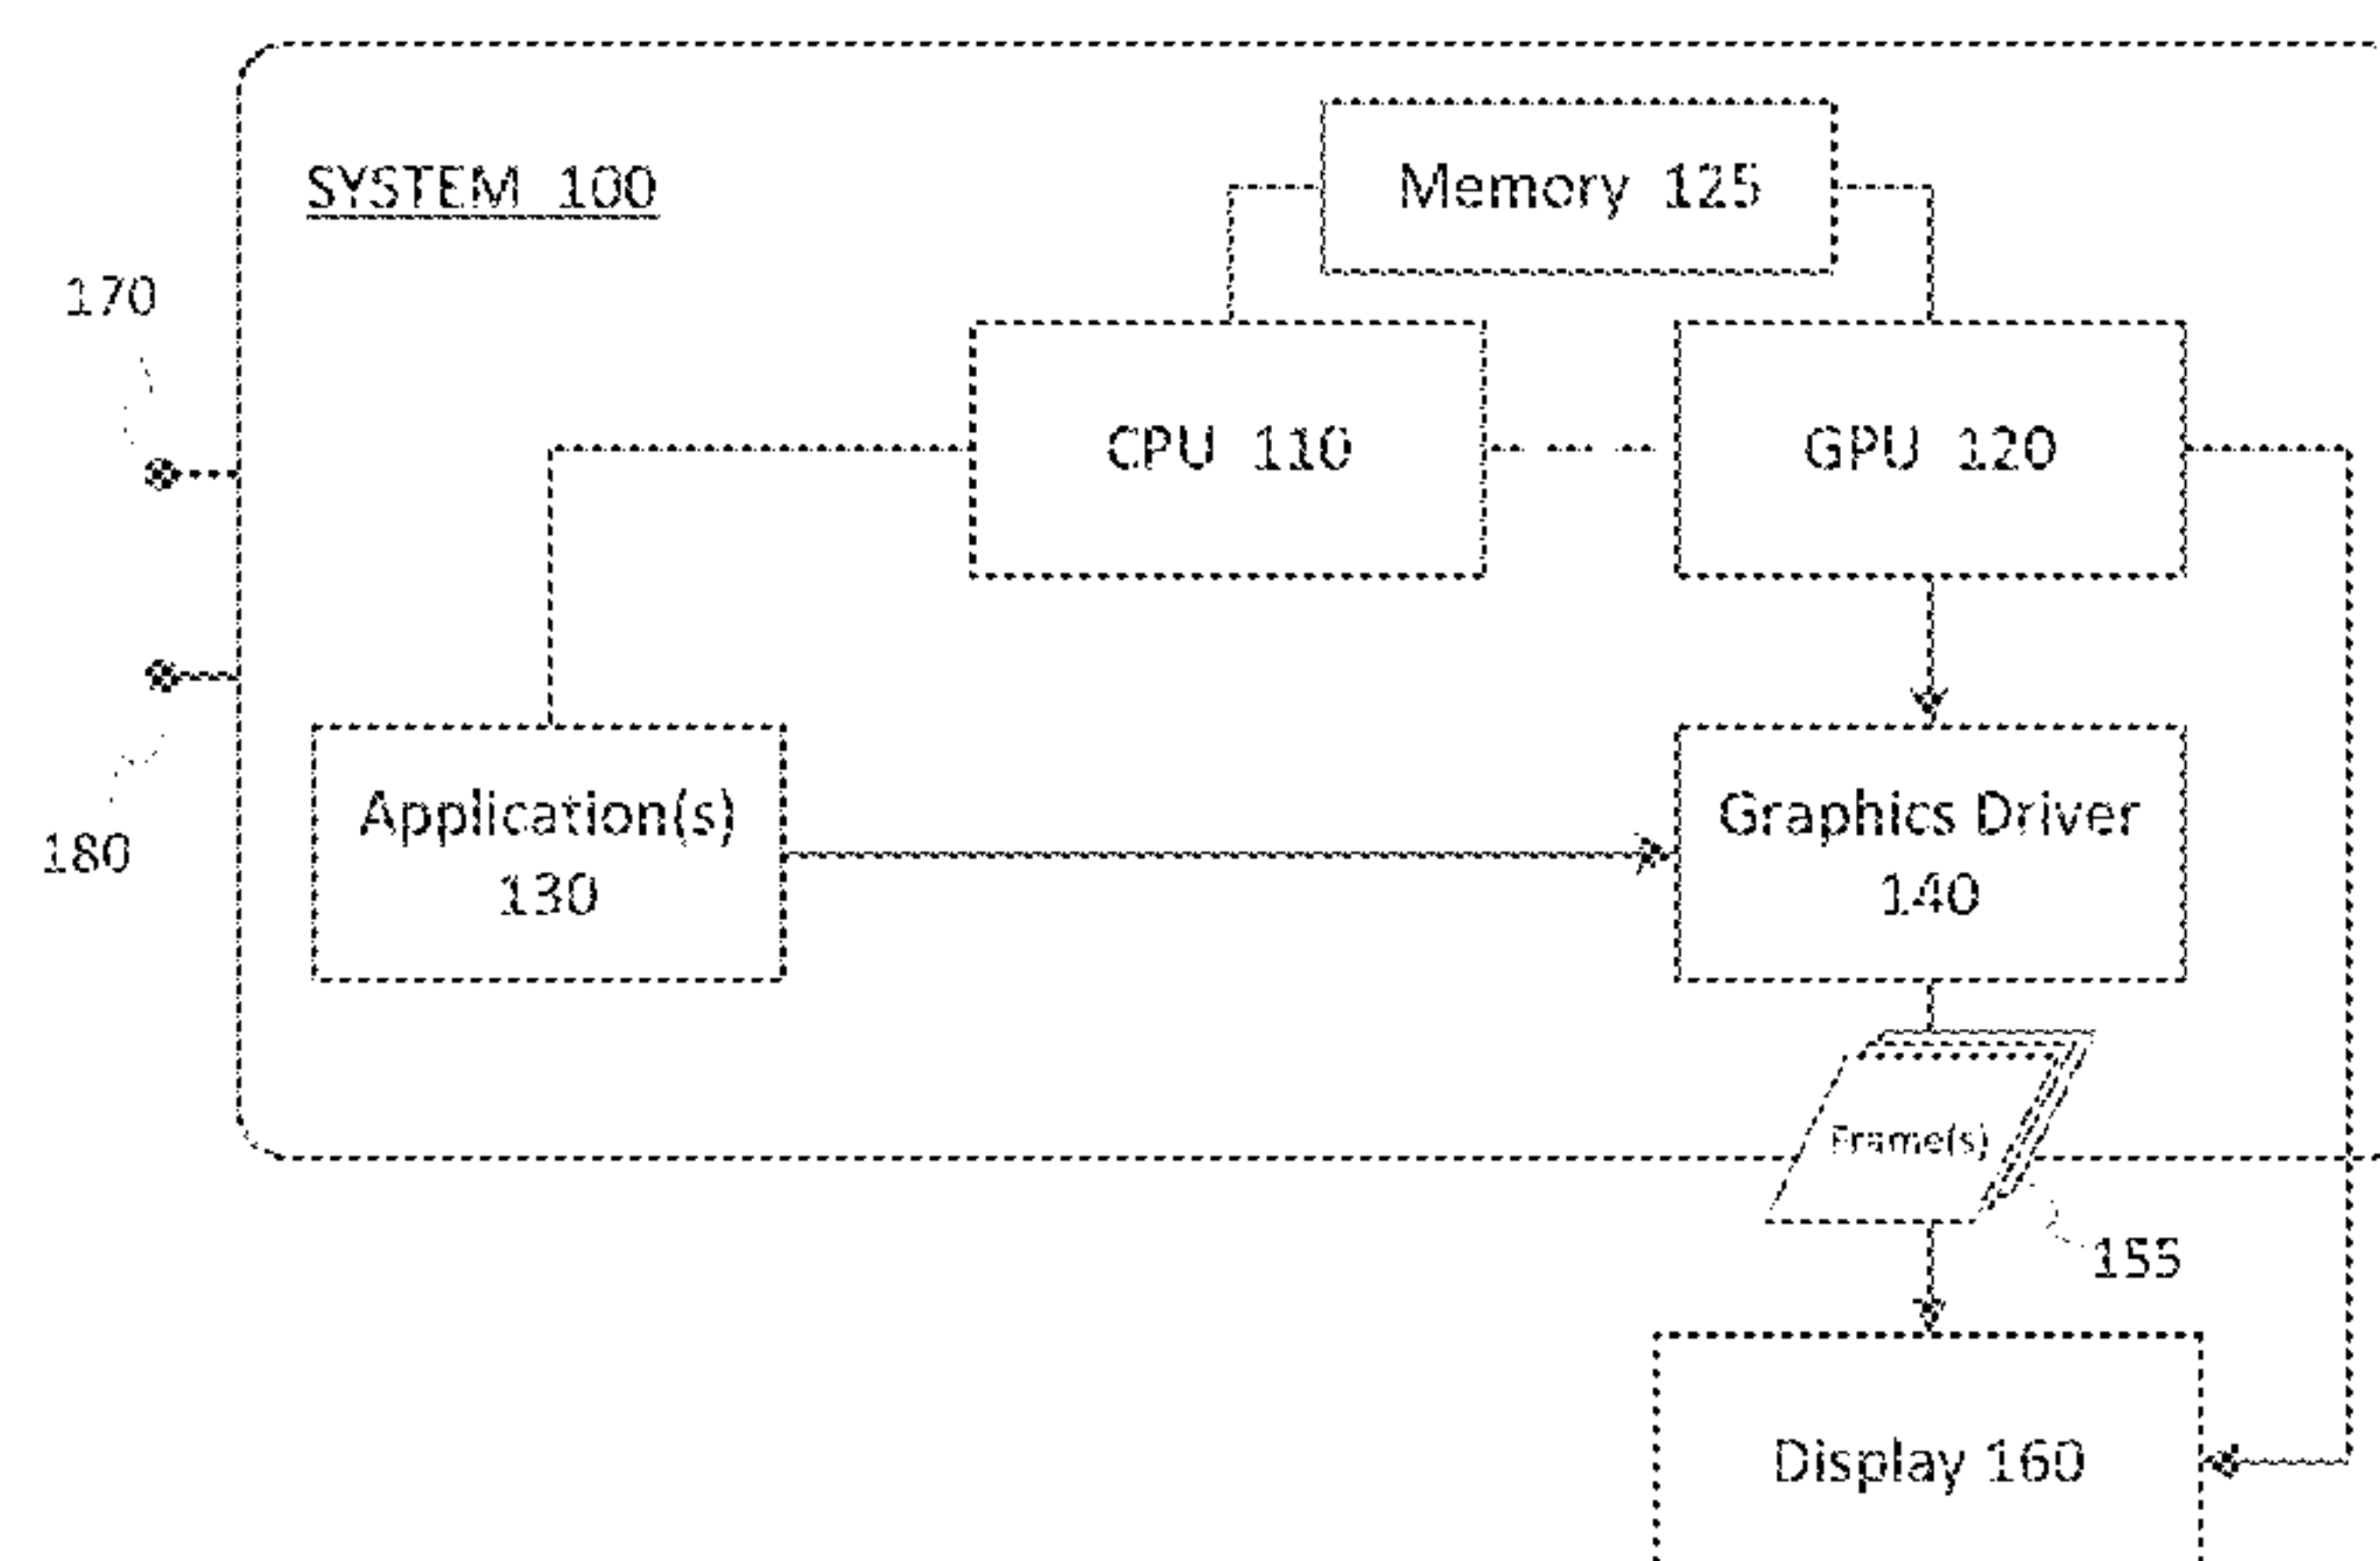 SYSTEM 100
Memory 125
170
CPU 110
GPU 120
Application(s)
130
Graphics Driver
140
180
Frame(s)
155
Display 160